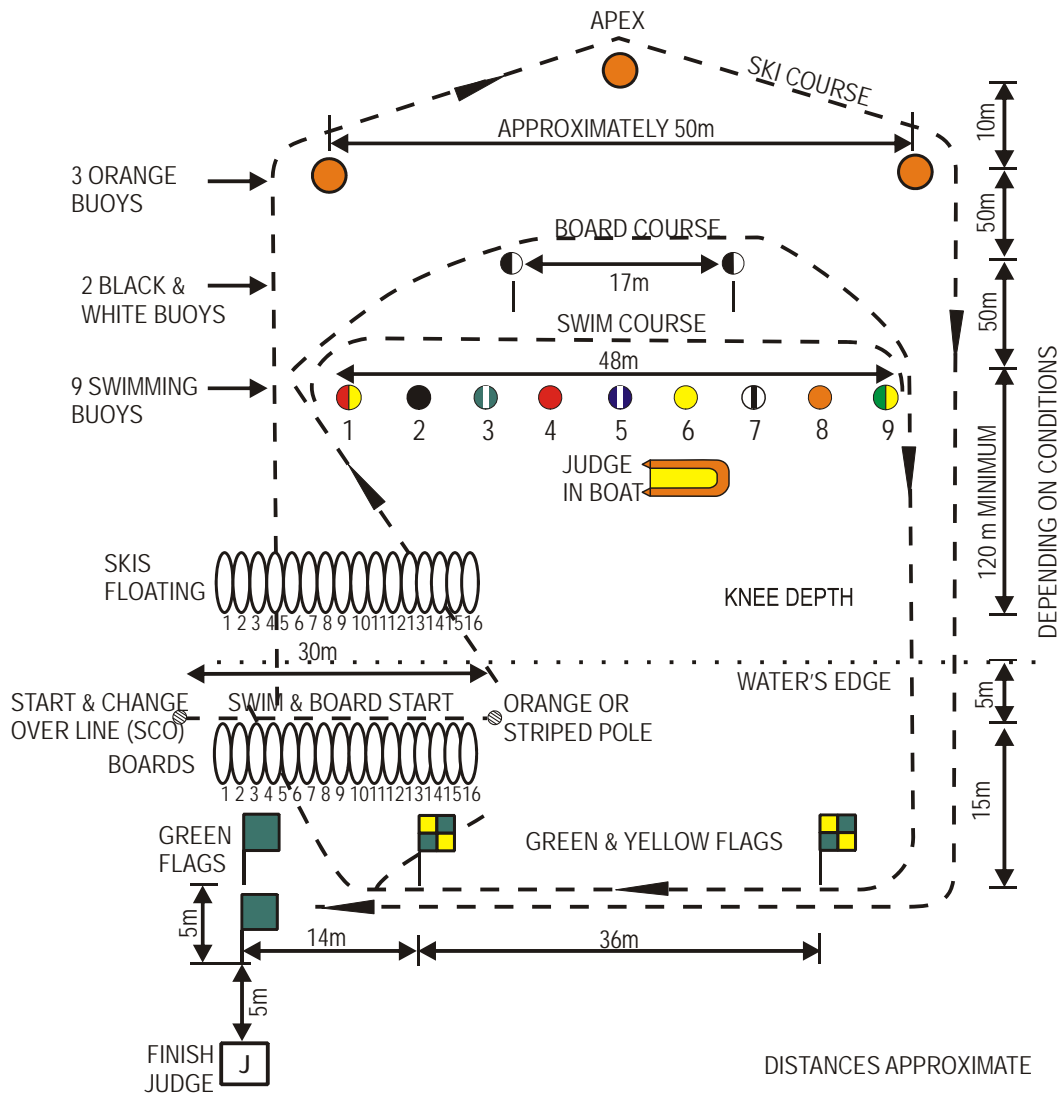 APEX
SKI COURSE
10m
APPROXIMATELY 50m
3 ORANGE
BUOYS
50m
BOARD COURSE
2 BLACK &
WHITE BUOYS
17m
50m
SWIM COURSE
9 SWIMMING
BUOYS
48m
1 2 3 4 5 6 7 8 9
JUDGE
IN BOAT
120 m MINIMUM
DEPENDING ON CONDITIONS
SKIS
FLOATING
KNEE DEPTH
1 2 3 4 5 6 7 8 9 10 11 12 13 14 15 16
30m
WATER'S EDGE
5m
START & CHANGE
OVER LINE (SCO)
SWIM & BOARD START
ORANGE OR
STRIPED POLE
BOARDS
1 2 3 4 5 6 7 8 9 10 11 12 13 14 15 16
15m
GREEN
FLAGS
GREEN & YELLOW FLAGS
5m
14m
36m
5m
FINISH
JUDGE
J
DISTANCES APPROXIMATE